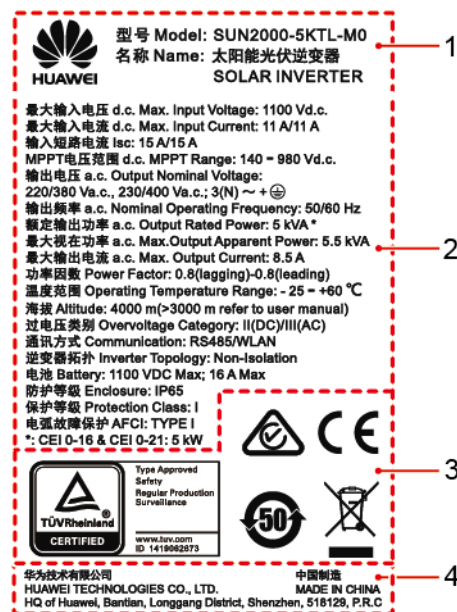 HUAWEI
型号 Model: SUN2000-5KTL-M0
名称 Name: 太阳能光伏逆变器
SOLAR INVERTER
1
最大输入电压 d.c. Max. Input Voltage: 1100 Vd.c.
最大输入电流 d.c. Max. Input Current: 11 A/11 A
输入短路电流 Isc: 15 A/15 A
MPPT电压范围 d.c. MPPT Range: 140 - 980 Vd.c.
输出电压 a.c. Output Nominal Voltage:
220/380 Va.c., 230/400 Va.c.; 3(N) ～ + ⏚
输出频率 a.c. Nominal Operating Frequency: 50/60 Hz
额定输出功率 a.c. Output Rated Power: 5 kVA *
最大视在功率 a.c. Max.Output Apparent Power: 5.5 kVA
最大输出电流 a.c. Max. Output Current: 8.5 A
功率因数 Power Factor: 0.8(lagging)-0.8(leading)
温度范围 Operating Temperature Range: - 25 ~ +60 ℃
海拔 Altitude: 4000 m(>3000 m refer to user manual)
过电压类别 Overvoltage Category: II(DC)/III(AC)
通讯方式 Communication: RS485/WLAN
逆变器拓扑 Inverter Topology: Non-Isolation
电池 Battery: 1100 VDC Max; 16 A Max
防护等级 Enclosure: IP65
保护等级 Protection Class: I
电弧故障保护 AFCI: TYPE I
*: CEI 0-16 & CEI 0-21: 5 kW
2
CE
TÜVRheinland
CERTIFIED
Type Approved
Safety
Regular Production
Surveillance
www.tuv.com
ID 1419062673
50
3
华为技术有限公司 中国制造
HUAWEI TECHNOLOGIES CO., LTD. MADE IN CHINA
HQ of Huawei, Bantian, Longgang District, Shenzhen, 518129, P.R.C
4